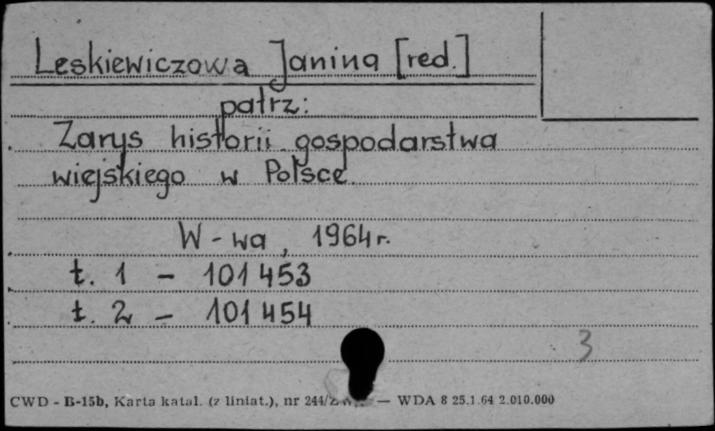 Leskiewiczowa Janina [red.]
patrz:
Zarys historii gospodarstwa
wiejskiego w Polsce
W-wa, 1964 r.
t. 1 - 101 453
t. 2 - 101 454
3
CWD - B-15b, Karta katal. (z liniat.), nr 244/ — WDA 8 25.1.64 2.010.000